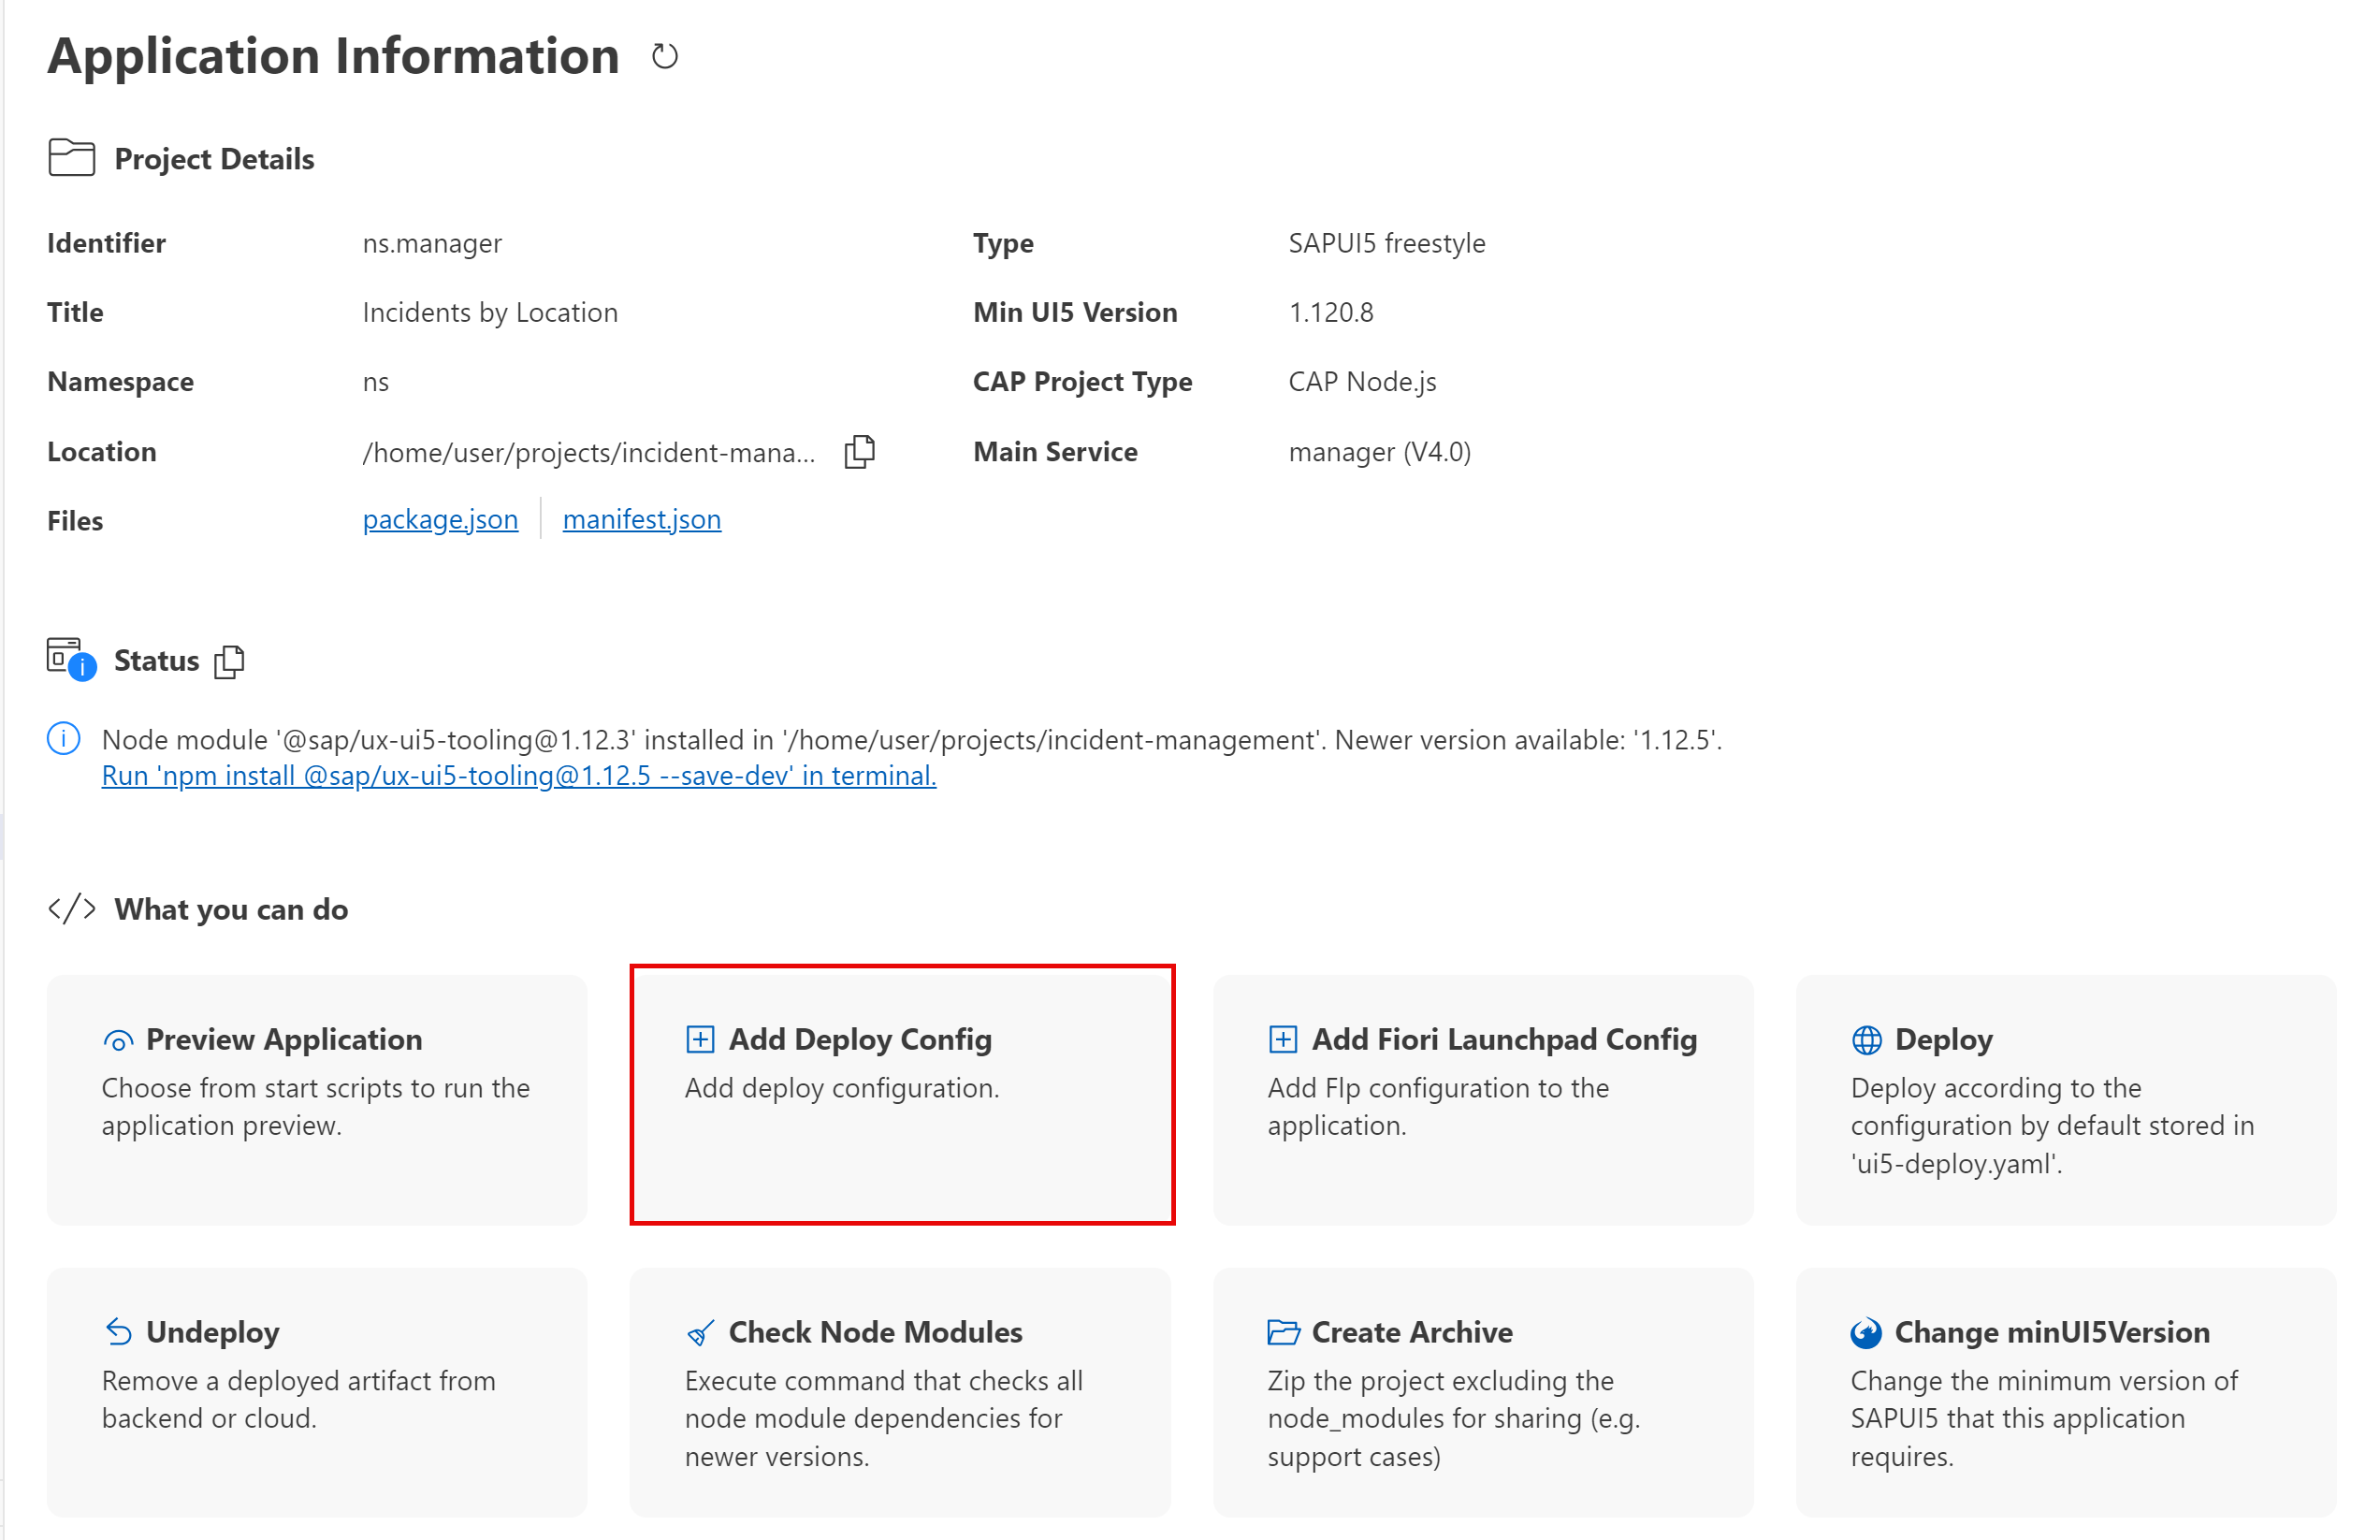 Application Information
Project Details
Identifier ns.manager Type SAPUI5 freestyle
Title Incidents by Location Min UI5 Version 1.120.8
Namespace ns CAP Project Type CAP Node.js
Location /home/user/projects/incident-mana... Main Service manager (V4.0)
Files package.json manifest.json
Status
Node module '@sap/ux-ui5-tooling@1.12.3' installed in '/home/user/projects/incident-management'. Newer version available: '1.12.5'.
Run 'npm install @sap/ux-ui5-tooling@1.12.5 --save-dev' in terminal.
</> What you can do
Preview Application
Choose from start scripts to run the
application preview.
Add Deploy Config
Add deploy configuration.
Add Fiori Launchpad Config
Add Flp configuration to the
application.
Deploy
Deploy according to the
configuration by default stored in
'ui5-deploy.yaml'.
Undeploy
Remove a deployed artifact from
backend or cloud.
Check Node Modules
Execute command that checks all
node module dependencies for
newer versions.
Create Archive
Zip the project excluding the
node_modules for sharing (e.g.
support cases)
Change minUI5Version
Change the minimum version of
SAPUI5 that this application
requires.